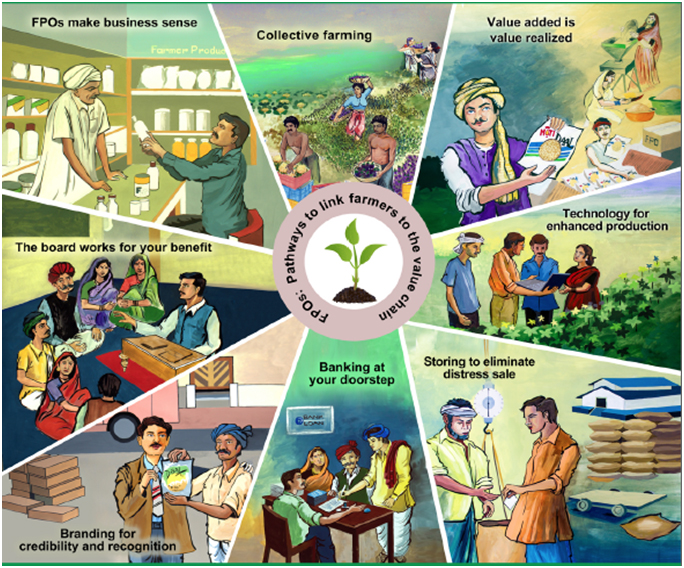 FPOs make business sense
Farmer Produc
F
Collective farming
Value added is
value realized
FPO
The board works for your benefit
FPOs: Pathways to link farmers to the value chain
Technology for
enhanced production
Banking at
your doorstep
Storing to eliminate
distress sale
Branding for
credibility and recognition